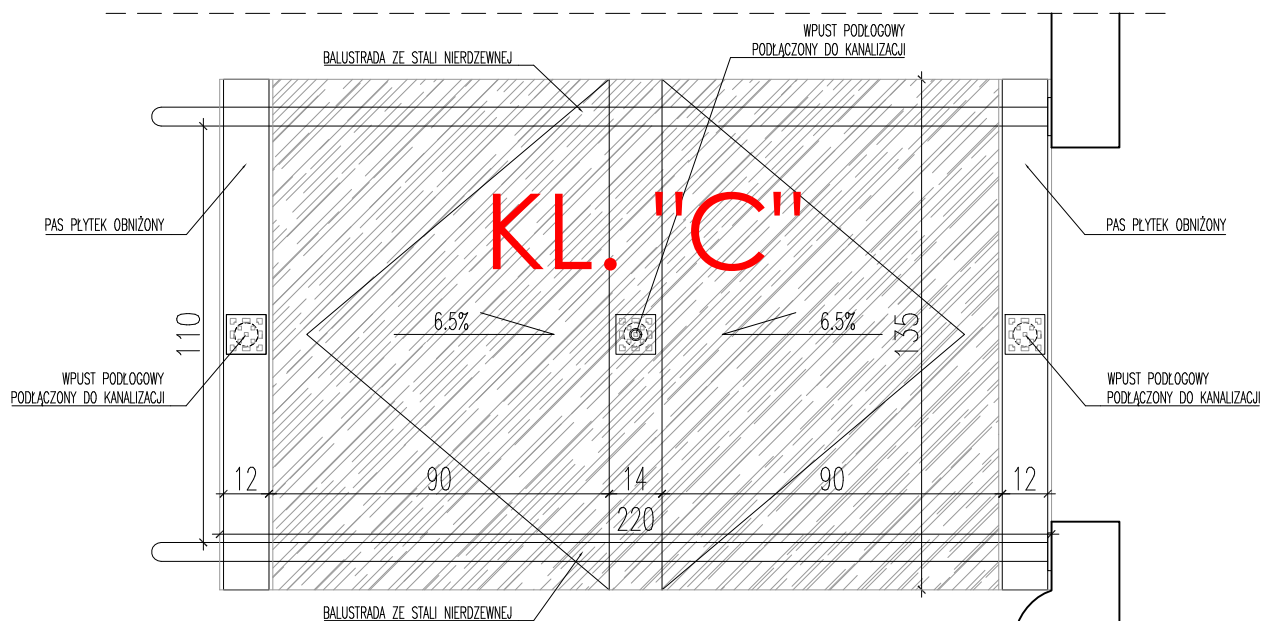 WPUST PODŁOGOWY
PODŁĄCZONY DO KANALIZACJI
BALUSTRADA ZE STALI NIERDZEWNEJ
KL. "C"
PAS PŁYTEK OBNIŻONY
PAS PŁYTEK OBNIŻONY
110
6.5%
6.5%
135
WPUST PODŁOGOWY
PODŁĄCZONY DO KANALIZACJI
WPUST PODŁOGOWY
PODŁĄCZONY DO KANALIZACJI
12
90
14
90
12
220
BALUSTRADA ZE STALI NIERDZEWNEJ